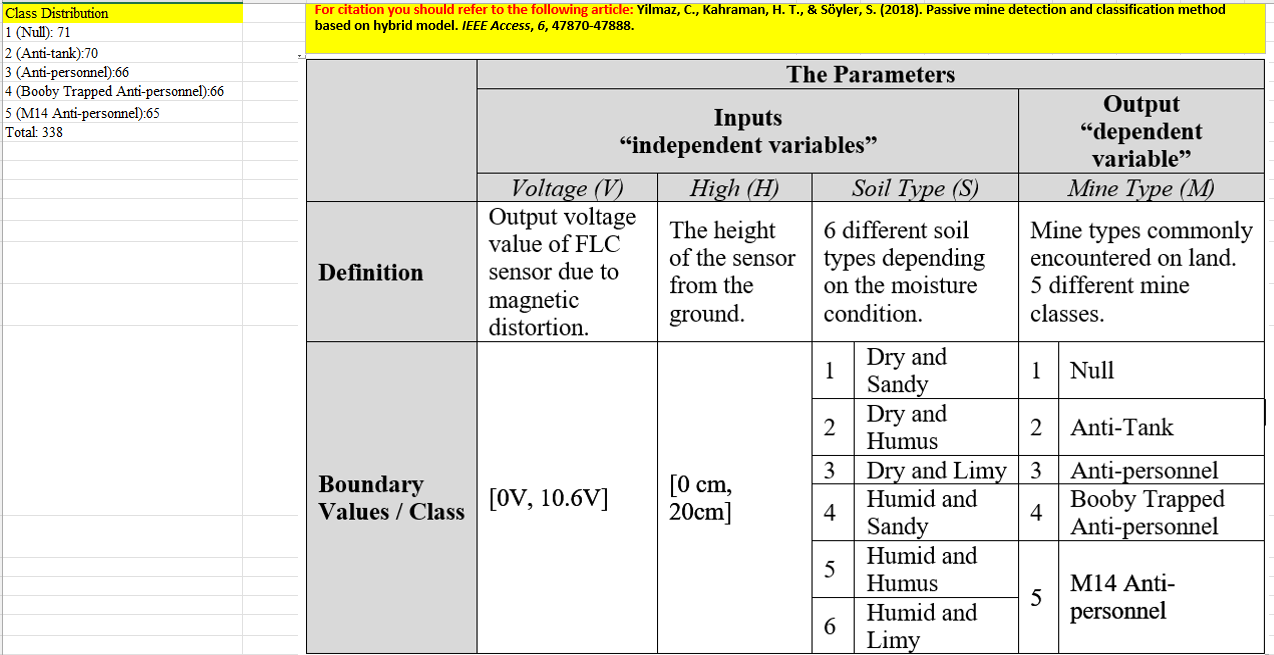 Class Distribution
1 (Null): 71
2 (Anti-tank):70
3 (Anti-personnel):66
4 (Booby Trapped Anti-personnel):66
5 (M14 Anti-personnel):65
Total: 338
For citation you should refer to the following article: Yilmaz, C., Kahraman, H. T., & Söyler, S. (2018). Passive mine detection and classification method
based on hybrid model. IEEE Access, 6, 47870-47888.
The Parameters
Inputs
“independent variables”
Output
“dependent
variable”
Voltage (V)
High (H)
Soil Type (S)
Mine Type (M)
Definition
Output voltage
value of FLC
sensor due to
magnetic
distortion.
The height
of the sensor
from the
ground.
6 different soil
types depending
on the moisture
condition.
Mine types commonly
encountered on land.
5 different mine
classes.
Boundary
Values / Class
[0V, 10.6V]
[0 cm,
20cm]
1
Dry and
Sandy
2
Dry and
Humus
3
Dry and Limy
4
Humid and
Sandy
5
Humid and
Humus
6
Humid and
Limy
1
Null
2
Anti-Tank
3
Anti-personnel
4
Booby Trapped
Anti-personnel
5
M14 Anti-
personnel